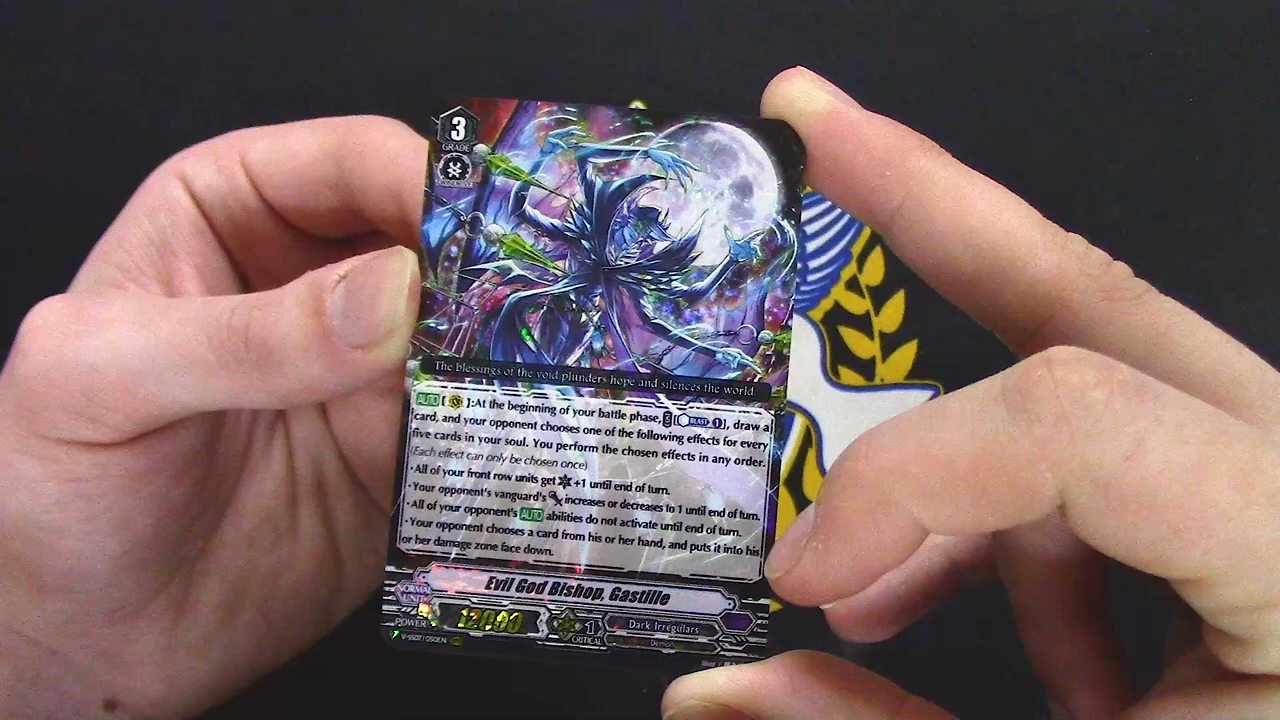 3
GRADE
The blessings of the void plunders hope and silences the world.
AUTO [ ]:At the beginning of your battle phase, [ BLAST 1], draw a
card, and your opponent chooses one of the following effects for every
five cards in your soul. You perform the chosen effects in any order.
(Each effect can only be chosen once)
·All of your front row units get +1 until end of turn.
·Your opponent's vanguard's increases or decreases to 1 until end of turn.
·All of your opponent's AUTO abilities do not activate until end of turn.
·Your opponent chooses a card from his or her hand, and puts it into his
or her damage zone face down.
Evil God Bishop, Gastille
NORMAL
UNIT
POWER 12000 1 CRITICAL Dark Irregulars
Demon
V-SS07/050EN